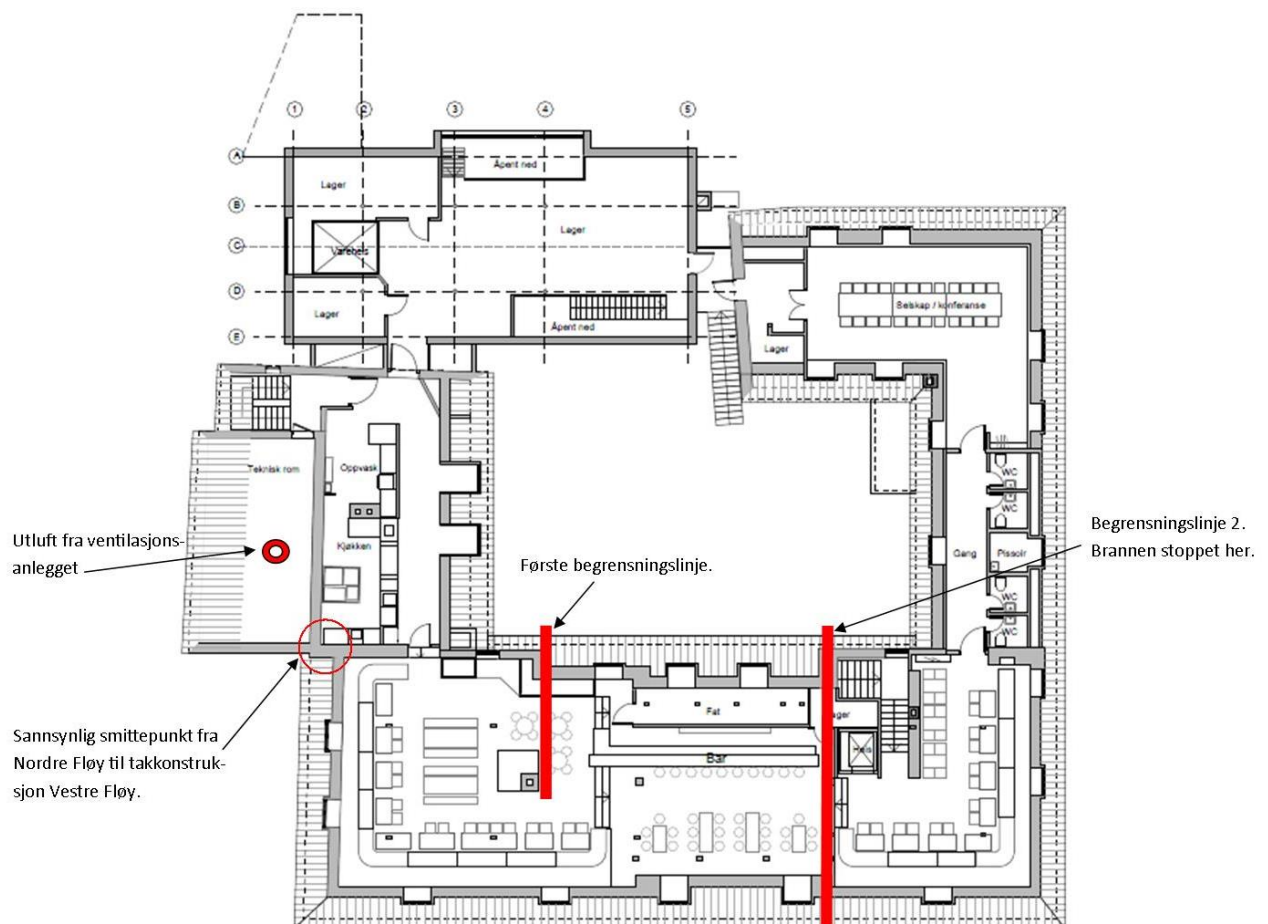 1 2 3 4 5
A
Åpent ned
Lager
B
Lager
C
Vareheis
D
Selskap / konferanse
Lager
Åpent ned
E
Lager
Teknisk rom
Oppvask
WC
WC
Utluft fra ventilasjons-
anlegget
Kjøkken
Gang
Pissoir
Første begrensningslinje.
Begrensningslinje 2.
Brannen stoppet her.
WC
WC
Sannsynlig smittepunkt fra
Nordre Fløy til takkonstruk-
sjon Vestre Fløy.
Fat
Lager
Heis
Bar